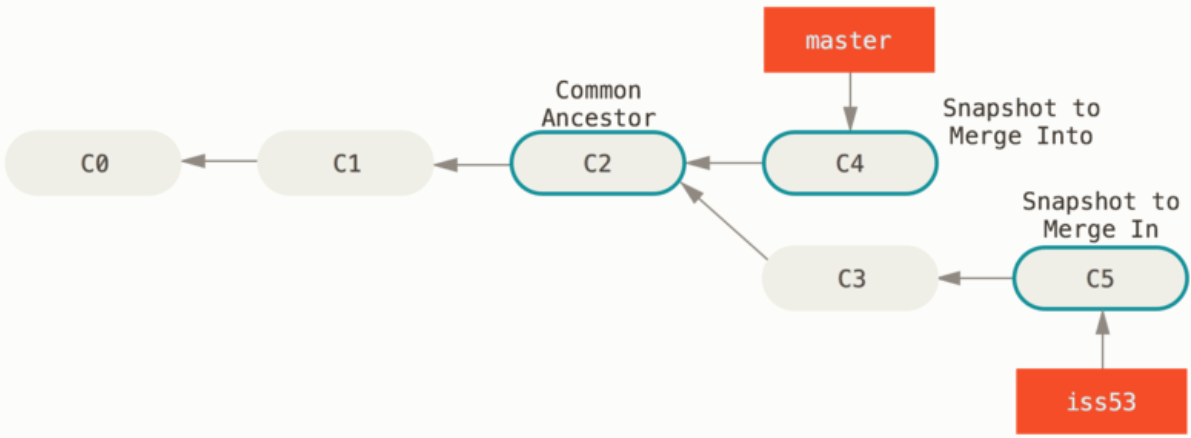 master
Common
Ancestor
Snapshot to
Merge Into
C0
C1
C2
C4
Snapshot to
Merge In
C3
C5
iss53